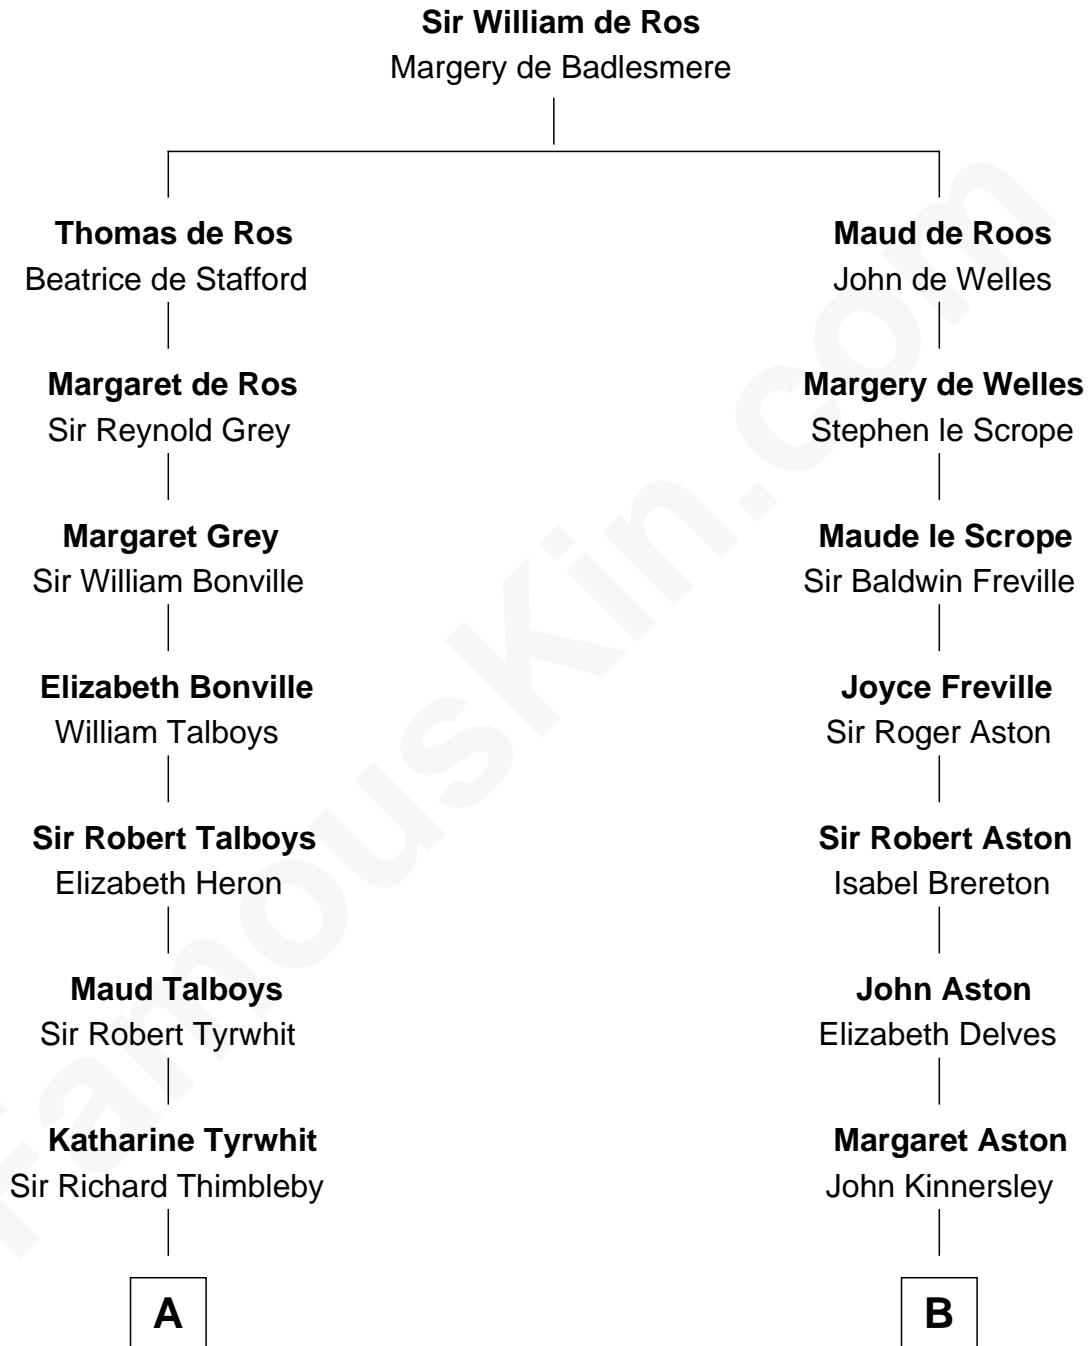 Sir William de Ros
Margery de Badlesmere
Thomas de Ros
Beatrice de Stafford
Margaret de Ros
Sir Reynold Grey
Margaret Grey
Sir William Bonville
Elizabeth Bonville
William Talboys
Sir Robert Talboys
Elizabeth Heron
Maud Talboys
Sir Robert Tyrwhit
Katharine Tyrwhit
Sir Richard Thimbleby
A
Maud de Roos
John de Welles
Margery de Welles
Stephen le Scrope
Maude le Scrope
Sir Baldwin Freville
Joyce Freville
Sir Roger Aston
Sir Robert Aston
Isabel Brereton
John Aston
Elizabeth Delves
Margaret Aston
John Kinnersley
B
FamousKin.com